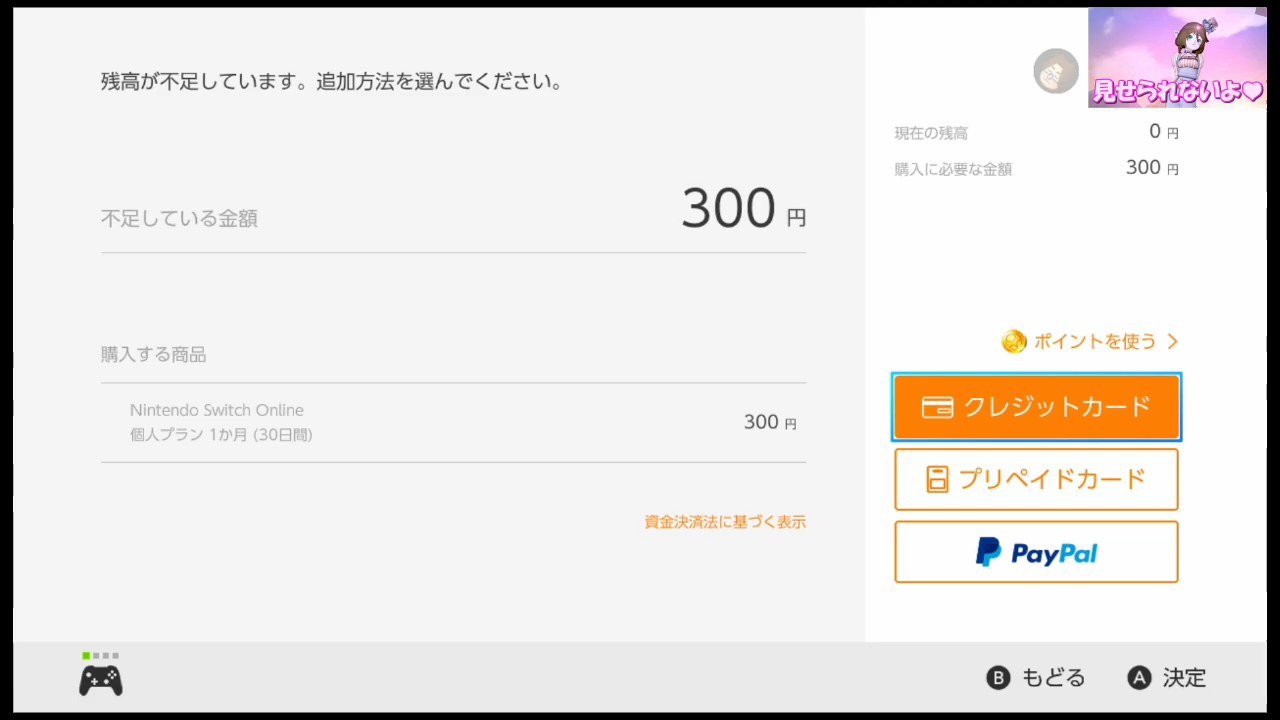 残高が不足しています。追加方法を選んでください。
見せられないよ♡
現在の残高 0 円
購入に必要な金額 300 円
不足している金額 300 円
購入する商品
Nintendo Switch Online
個人プラン 1か月 (30日間)
300 円
資金決済法に基づく表示
ポイントを使う
クレジットカード
プリペイドカード
PayPal
B もどる A 決定